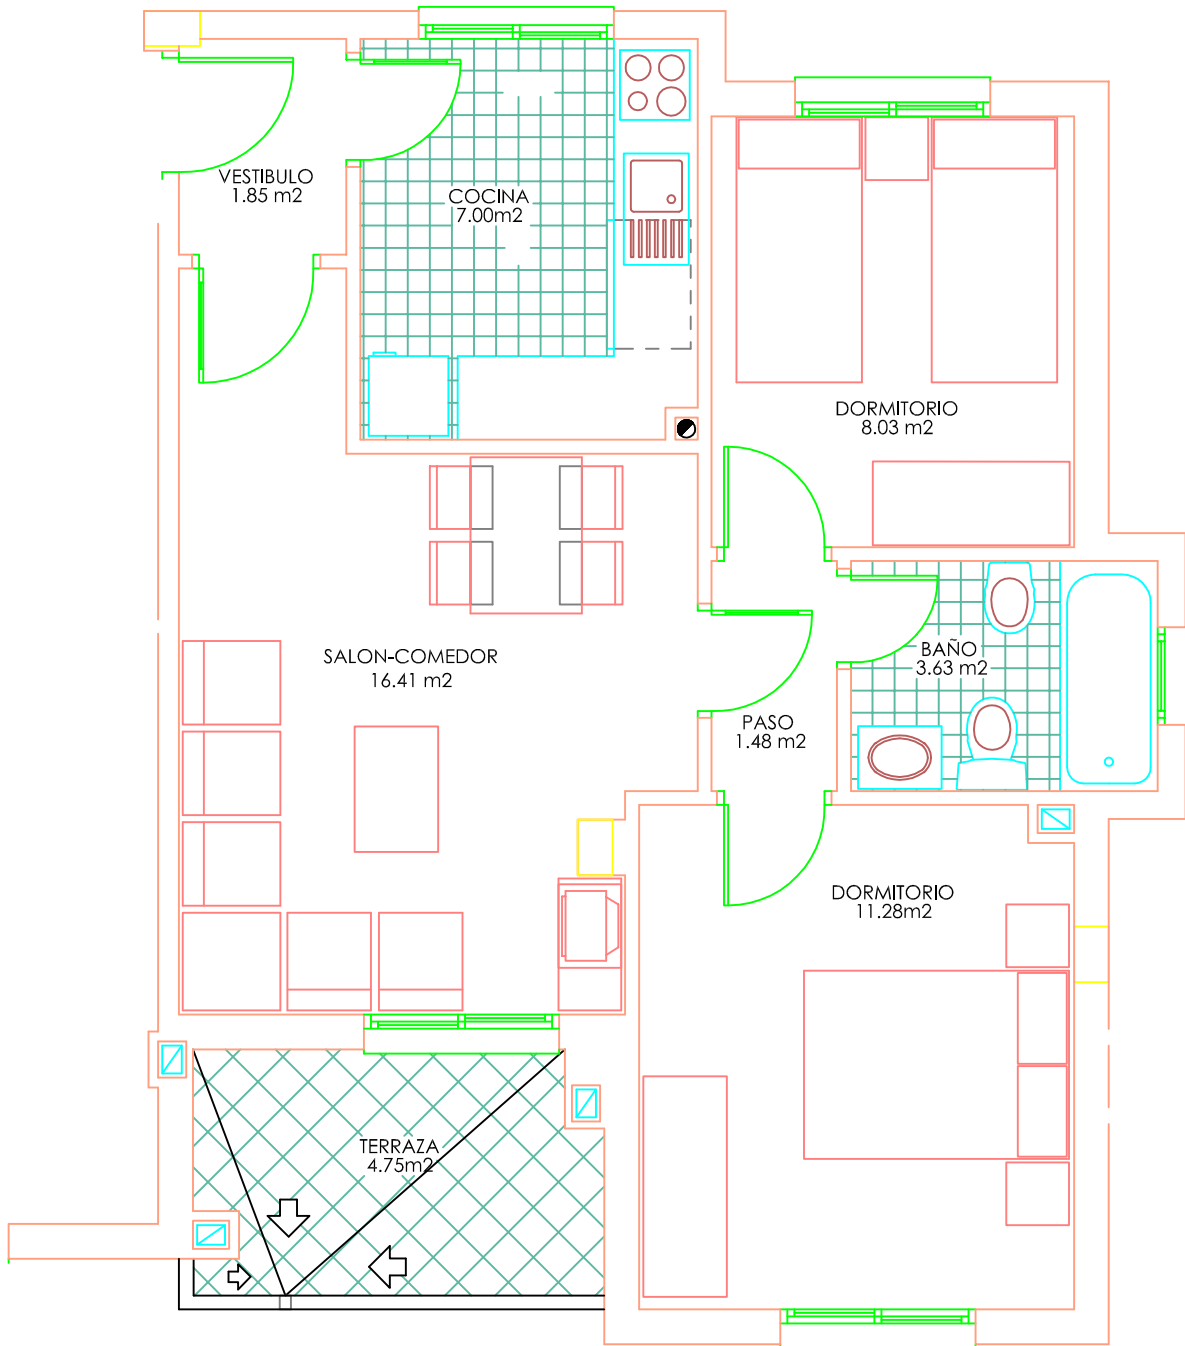 VESTIBULO
1.85 m2
COCINA
7.00m2
DORMITORIO
8.03 m2
SALON-COMEDOR
16.41 m2
BAÑO
3.63 m2
PASO
1.48 m2
DORMITORIO
11.28m2
TERRAZA
4.75m2